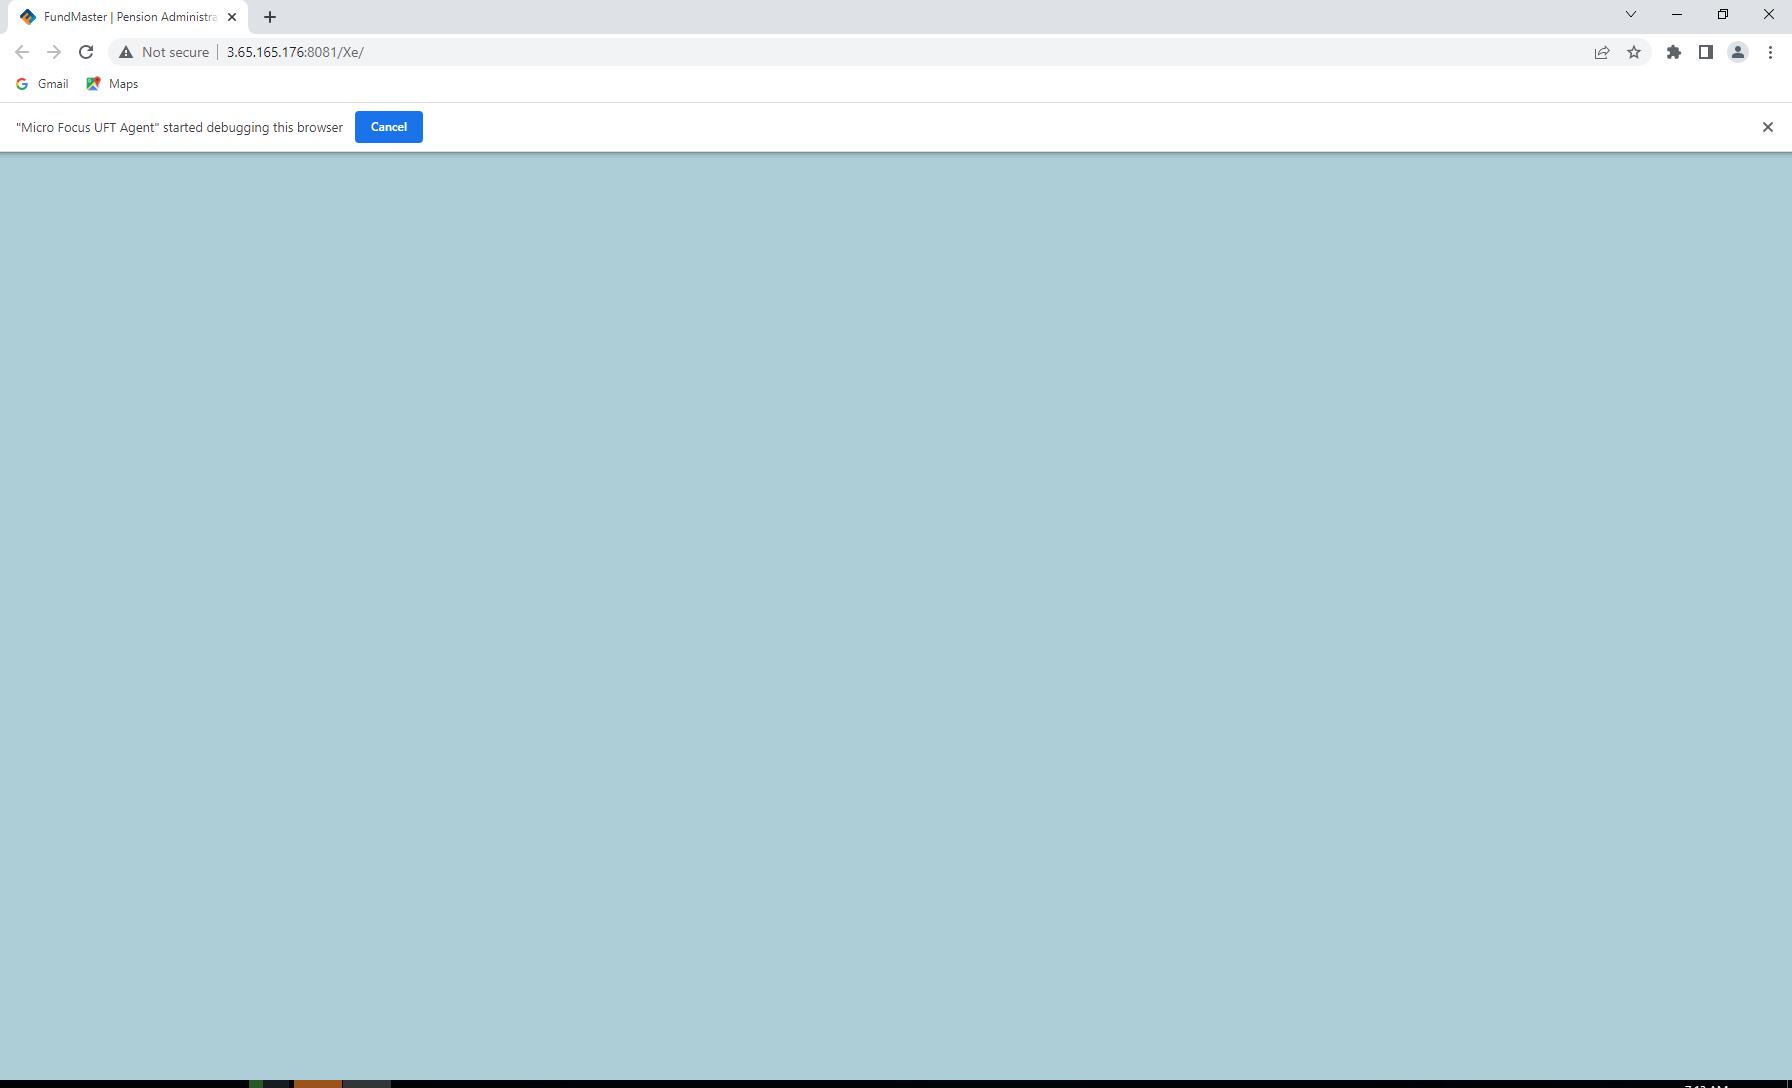 FundMaster | Pension Administra
Not secure
3.65.165.176:8081/Xe/
Gmail
Maps
"Micro Focus UFT Agent" started debugging this browser
Cancel